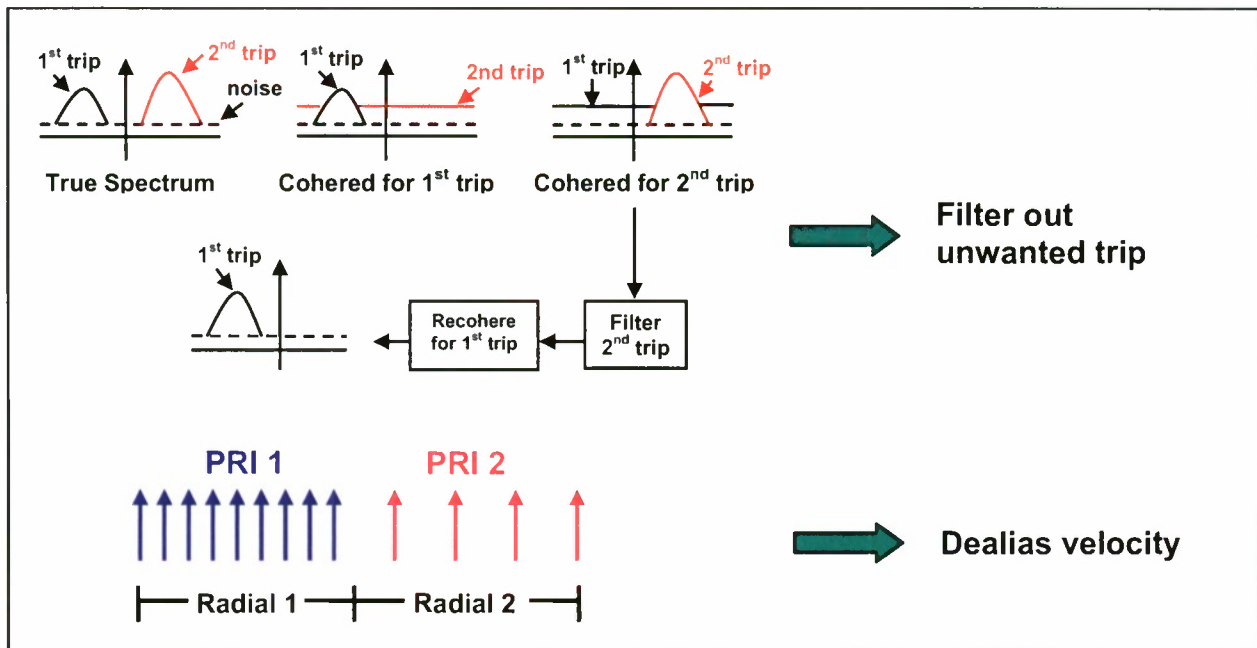 1st trip
2nd trip
noise
True Spectrum
1st trip
2nd trip
Cohered for 1st trip
1st trip
2nd trip
Cohered for 2nd trip
Filter out
unwanted trip
1st trip
Recohere
for 1st trip
Filter
2nd trip
PRI 1
PRI 2
Radial 1
Radial 2
Dealias velocity